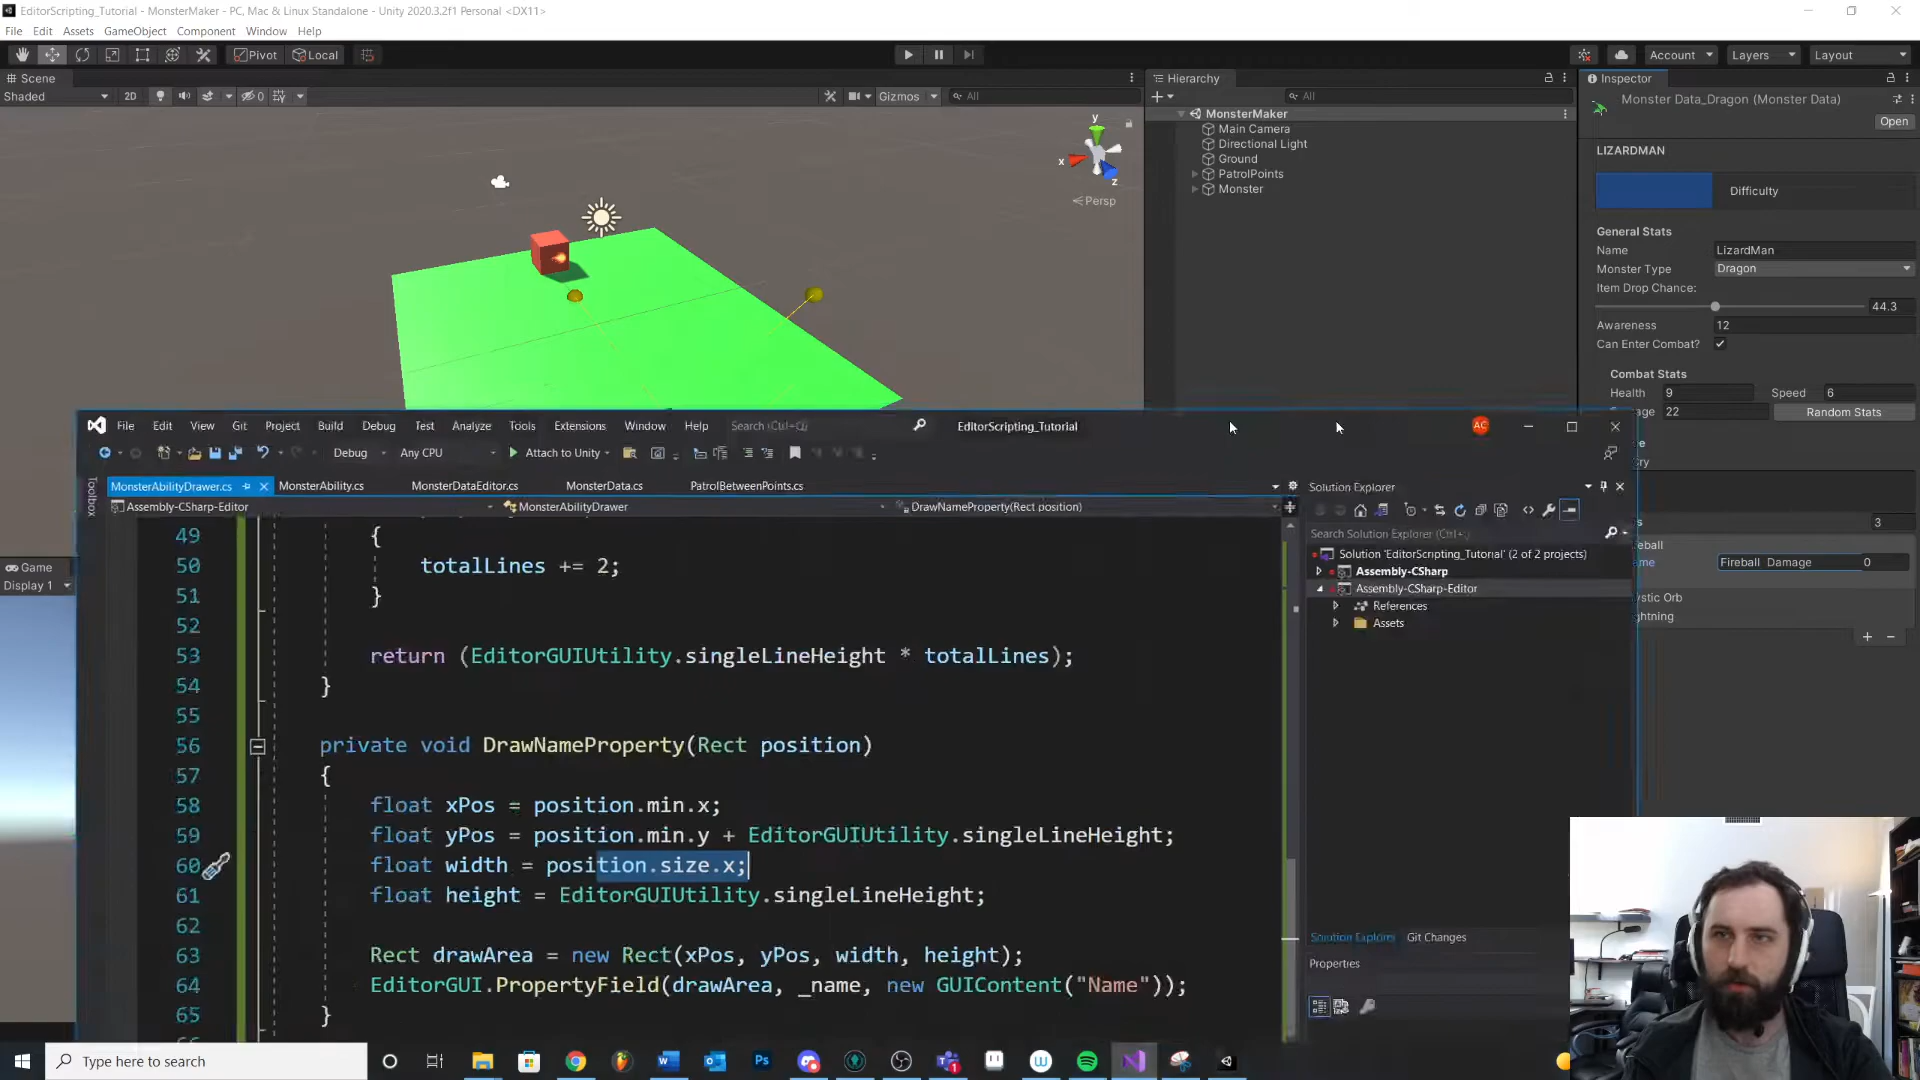 EditorScripting_Tutorial - MonsterMaker - PC, Mac & Linux Standalone - Unity 2020.3.2f1 Personal <DX11>
File Edit Assets GameObject Component Window Help
Pivot Local Account Layers Layout
Scene
Shaded 2D 0 Gizmos All
y
x
z
Persp
Hierarchy
All
MonsterMaker
Main Camera
Directional Light
Ground
PatrolPoints
Monster
Inspector
Monster Data_Dragon (Monster Data)
Open
LIZARDMAN
Difficulty
General Stats
Name LizardMan
Monster Type Dragon
Item Drop Chance:
44.3
Awareness 12
Can Enter Combat?
Combat Stats
Health 9 Speed 6
22 Random Stats
3
Fireball Damage 0
Game
Display 1
File Edit View Git Project Build Debug Test Analyze Tools Extensions Window Help Search (Ctrl+Q) EditorScripting_Tutorial AC
Debug Any CPU Attach to Unity
Toolbox
MonsterAbilityDrawer.cs MonsterAbility.cs MonsterDataEditor.cs MonsterData.cs PatrolBetweenPoints.cs
Assembly-CSharp-Editor MonsterAbilityDrawer DrawNameProperty(Rect position)
49 {
50 totalLines += 2;
51 }
52
53 return (EditorGUIUtility.singleLineHeight * totalLines);
54 }
55
56 private void DrawNameProperty(Rect position)
57 {
58 float xPos = position.min.x;
59 float yPos = position.min.y + EditorGUIUtility.singleLineHeight;
60 float width = position.size.x;
61 float height = EditorGUIUtility.singleLineHeight;
62
63 Rect drawArea = new Rect(xPos, yPos, width, height);
64 EditorGUI.PropertyField(drawArea, _name, new GUIContent("Name"));
65 }
Solution Explorer
Search Solution Explorer (Ctrl+;)
Solution 'EditorScripting_Tutorial' (2 of 2 projects)
Assembly-CSharp
Assembly-CSharp-Editor
References
Assets
Solution Explorer Git Changes
Properties
Type here to search